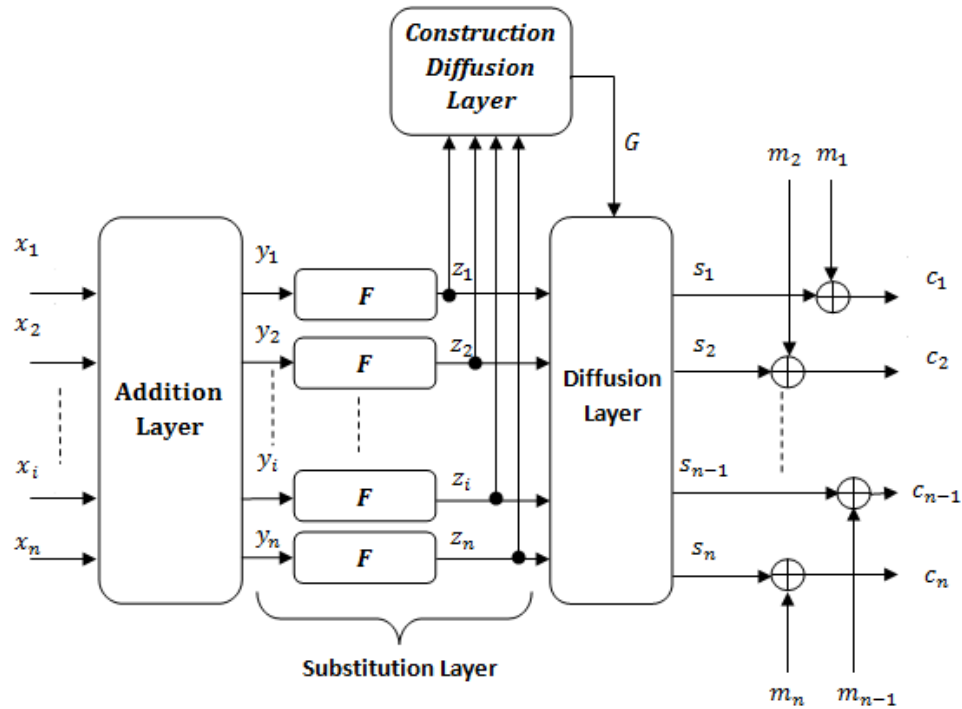 Construction
Diffusion
Layer
G
m₂ m₁
x₁
y₁
F
z₁
s₁
c₁
x₂
y₂
F
z₂
s₂
c₂
Addition
Layer
Diffusion
Layer
xᵢ
yᵢ
F
zᵢ
sₙ₋₁
cₙ₋₁
xₙ
yₙ
F
zₙ
sₙ
cₙ
Substitution Layer
mₙ mₙ₋₁